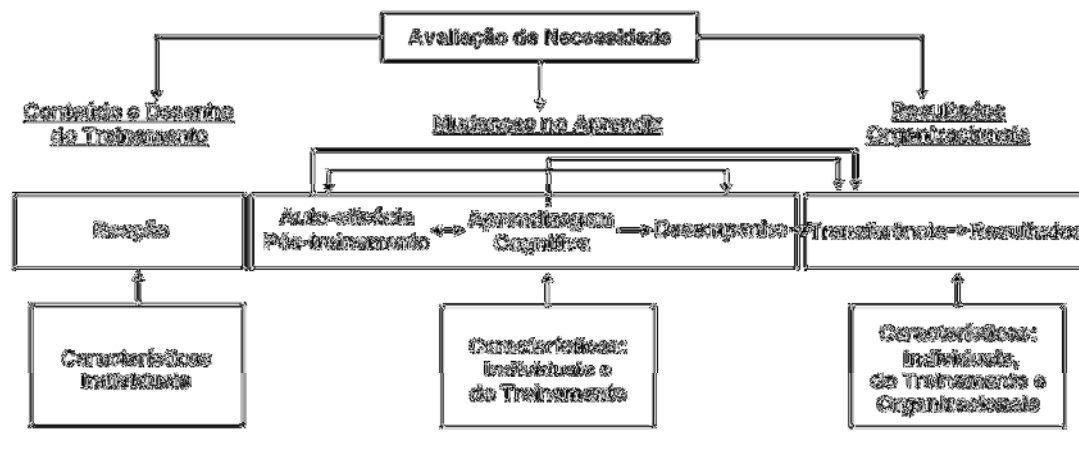 Avaliação de Necessidade
Conteúdo e Desenho
do Treinamento
Mudanças no Aprendiz
Resultados
Organizacionais
Reação
Auto-eficácia
Pós-treinamento
Aprendizagem
Cognitiva
Desempenho
Transferência
Resultados
Características
Individuais
Características:
Individuais e
do Treinamento
Características:
Individuais,
do Treinamento e
Organizacionais